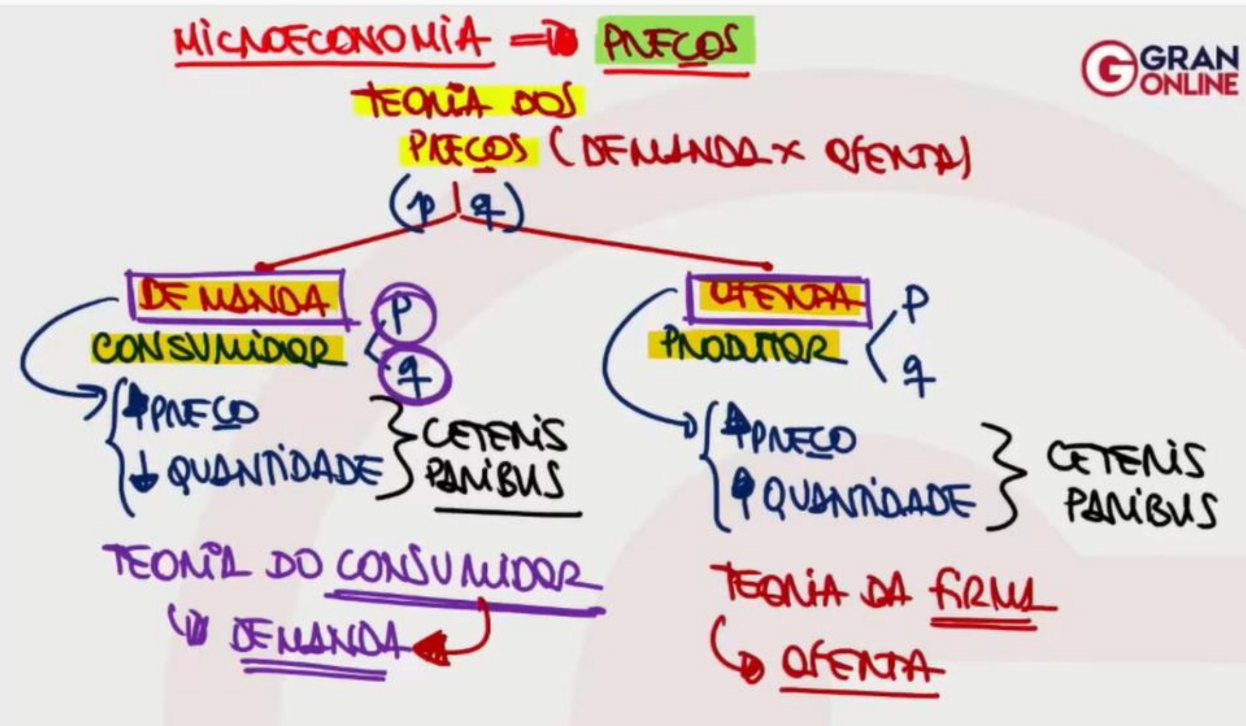 MICROECONOMIA ⇒ PREÇOS
GRAN
ONLINE
TEORIA DOS
PREÇOS (DEMANDA X OFERTA)
(p | q)
DEMANDA
P
CONSUMIDOR
q
↑ PREÇO
↓ QUANTIDADE
CETERIS
PARIBUS
TEORIA DO CONSUMIDOR
↳ DEMANDA
OFERTA
P
PRODUTOR
q
↑ PREÇO
↑ QUANTIDADE
CETERIS
PARIBUS
TEORIA DA FIRMA
↳ OFERTA